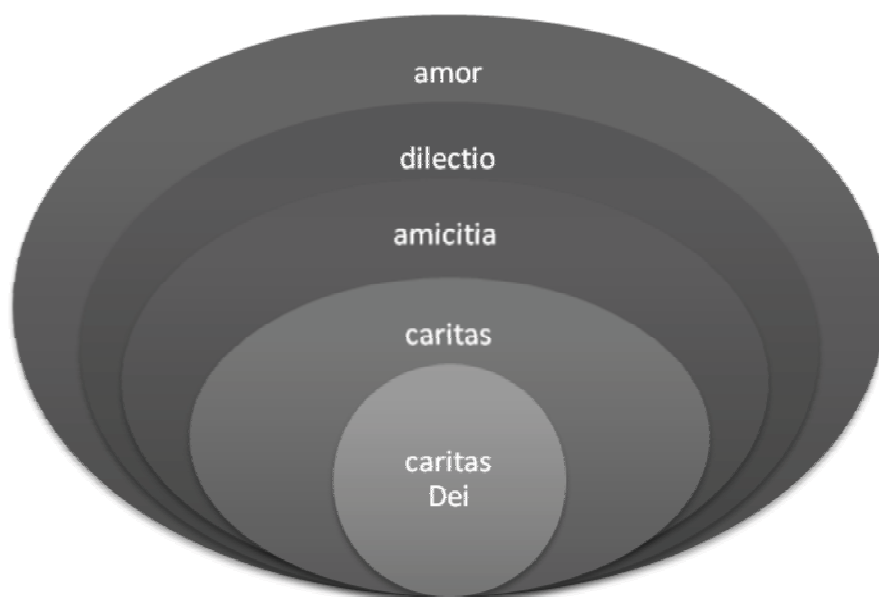 amor
dilectio
amicitia
caritas
caritas
Dei